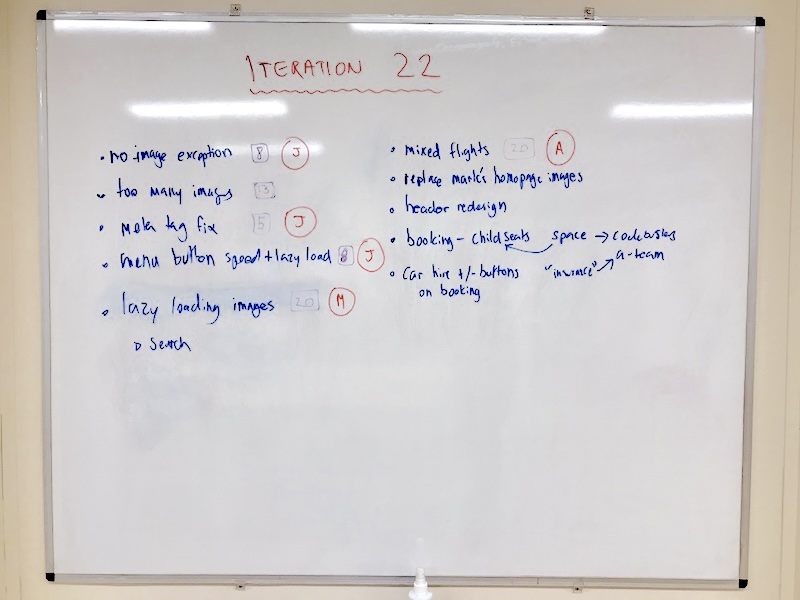 ITERATION 22
no image exception 8 J
too many images 13
Meta tag fix 5 J
menu button speed + lazy load 8 J
lazy loading images 20 M
Search
mixed flights 20 A
replace mark's homepage images
header redesign
booking - child seats space → codebusters
"insurance" → a-team
car hire +/- buttons
on booking